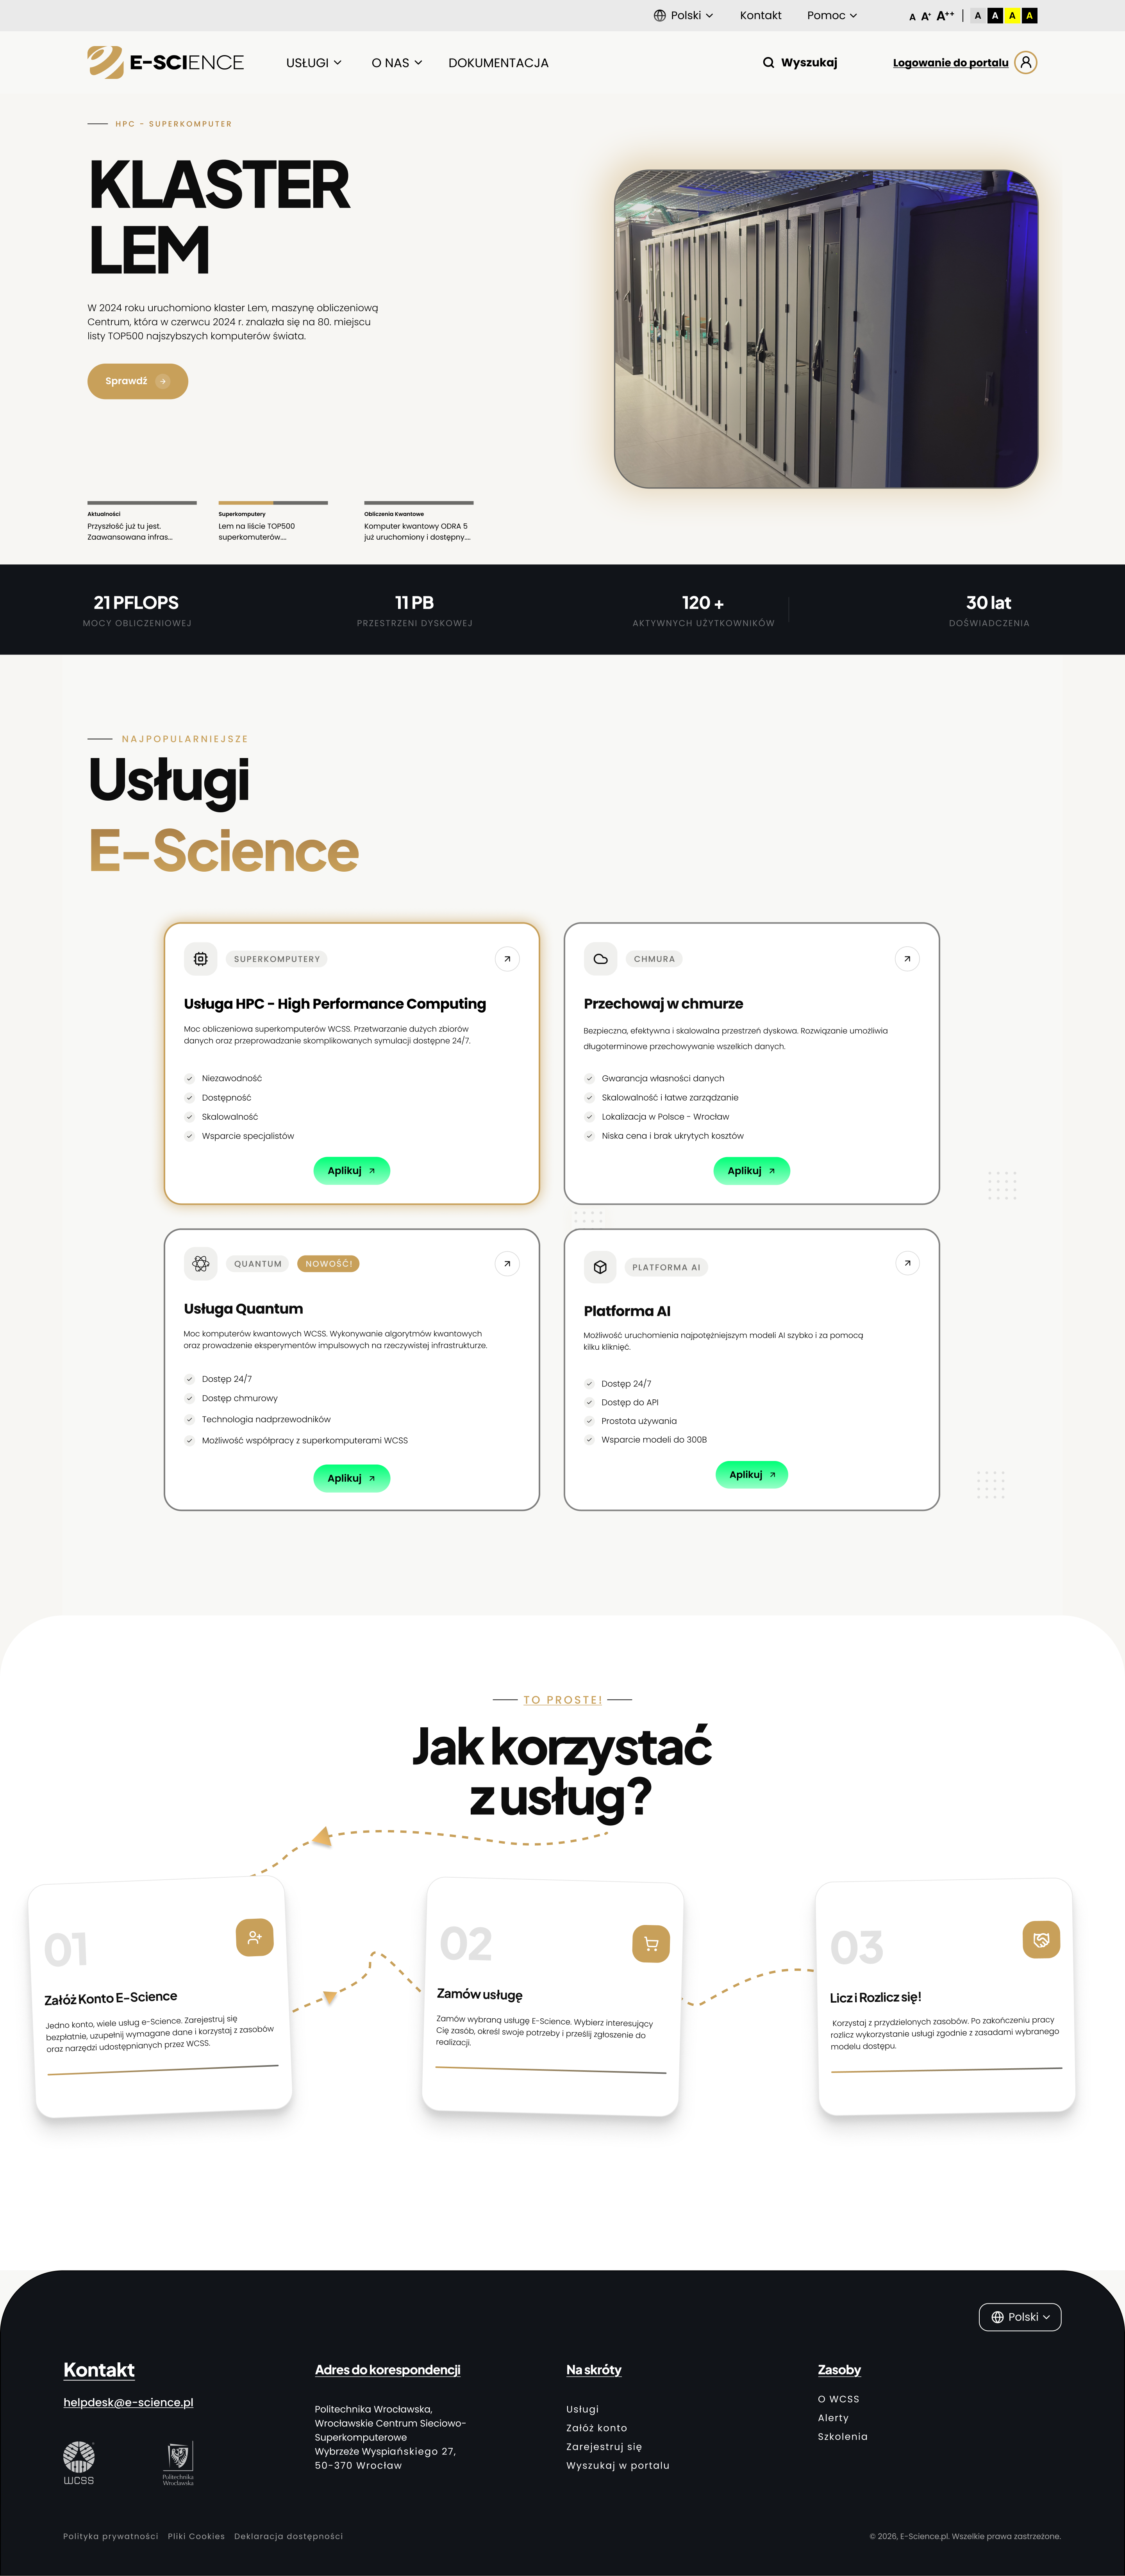 Polski Kontakt Pomoc A A+ A++ A A A A
E-SCIENCE USŁUGI O NAS DOKUMENTACJA Wyszukaj Logowanie do portalu
HPC - SUPERKOMPUTER
KLASTER
LEM
W 2024 roku uruchomiono klaster Lem, maszynę obliczeniową
Centrum, która w czerwcu 2024 r. znalazła się na 80. miejscu
listy TOP500 najszybszych komputerów świata.
Sprawdź
Aktualności
Przyszłość już tu jest.
Zaawansowana infras...
Superkomputery
Lem na liście TOP500
superkomuterów....
Obliczenia Kwantowe
Komputer kwantowy ODRA 5
już uruchomiony i dostępny....
21 PFLOPS
MOCY OBLICZENIOWEJ
11 PB
PRZESTRZENI DYSKOWEJ
120 +
AKTYWNYCH UŻYTKOWNIKÓW
30 lat
DOŚWIADCZENIA
NAJPOPULARNIEJSZE
Usługi
E-Science
SUPERKOMPUTERY
Usługa HPC - High Performance Computing
Moc obliczeniowa superkomputerów WCSS. Przetwarzanie dużych zbiorów
danych oraz przeprowadzanie skomplikowanych symulacji dostępne 24/7.
Niezawodność
Dostępność
Skalowalność
Wsparcie specjalistów
Aplikuj
CHMURA
Przechowaj w chmurze
Bezpieczna, efektywna i skalowalna przestrzeń dyskowa. Rozwiązanie umożliwia
długoterminowe przechowywanie wszelkich danych.
Gwarancja własności danych
Skalowalność i łatwe zarządzanie
Lokalizacja w Polsce - Wrocław
Niska cena i brak ukrytych kosztów
Aplikuj
QUANTUM NOWOŚĆ!
Usługa Quantum
Moc komputerów kwantowych WCSS. Wykonywanie algorytmów kwantowych
oraz prowadzenie eksperymentów impulsowych na rzeczywistej infrastrukturze.
Dostęp 24/7
Dostęp chmurowy
Technologia nadprzewodników
Możliwość współpracy z superkomputerami WCSS
Aplikuj
PLATFORMA AI
Platforma AI
Możliwość uruchomienia najpotężniejszym modeli AI szybko i za pomocą
kilku kliknięć.
Dostęp 24/7
Dostęp do API
Prostota używania
Wsparcie modeli do 300B
Aplikuj
TO PROSTE!
Jak korzystać
z usług?
01
Załóż Konto E-Science
Jedno konto, wiele usług e-Science. Zarejestruj się
bezpłatnie, uzupełnij wymagane dane i korzystaj z zasobów
oraz narzędzi udostępnianych przez WCSS.
02
Zamów usługę
Zamów wybraną usługę E-Science. Wybierz interesujący
Cię zasób, określ swoje potrzeby i prześlij zgłoszenie do
realizacji.
03
Licz i Rozlicz się!
Korzystaj z przydzielonych zasobów. Po zakończeniu pracy
rozlicz wykorzystanie usługi zgodnie z zasadami wybranego
modelu dostępu.
Polski
Kontakt
helpdesk@e-science.pl
WCSS
Politechnika
Wrocławska
Adres do korespondencji
Politechnika Wrocławska,
Wrocławskie Centrum Sieciowo-
Superkomputerowe
Wybrzeże Wyspiańskiego 27,
50-370 Wrocław
Na skróty
Usługi
Załóż konto
Zarejestruj się
Wyszukaj w portalu
Zasoby
O WCSS
Alerty
Szkolenia
Polityka prywatności Pliki Cookies Deklaracja dostępności
© 2026, E-Science.pl. Wszelkie prawa zastrzeżone.